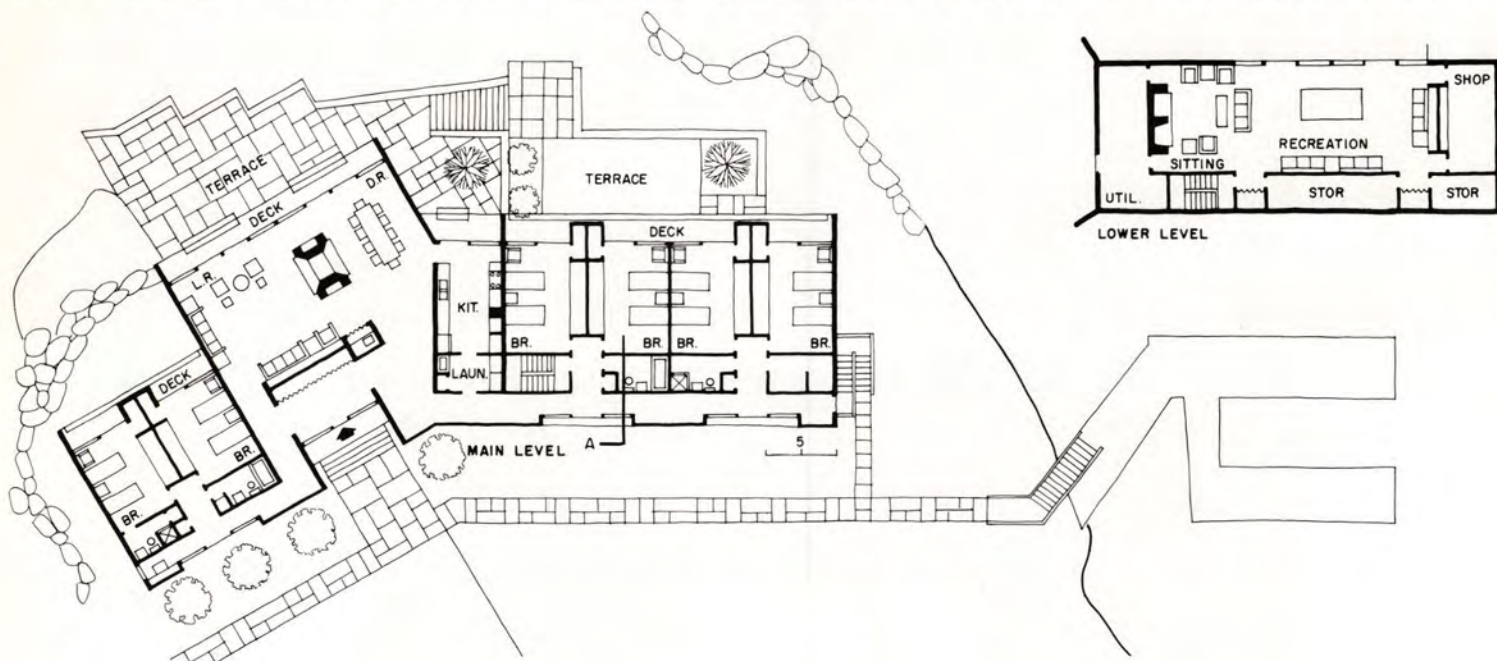 TERRACE
DECK
D.R.
L.R.
KIT.
LAUN.
DECK
BR.
BR.
TERRACE
DECK
BR.
BR.
BR.
BR.
MAIN LEVEL
A
5
SHOP
RECREATION
SITTING
UTIL.
STOR
STOR
LOWER LEVEL